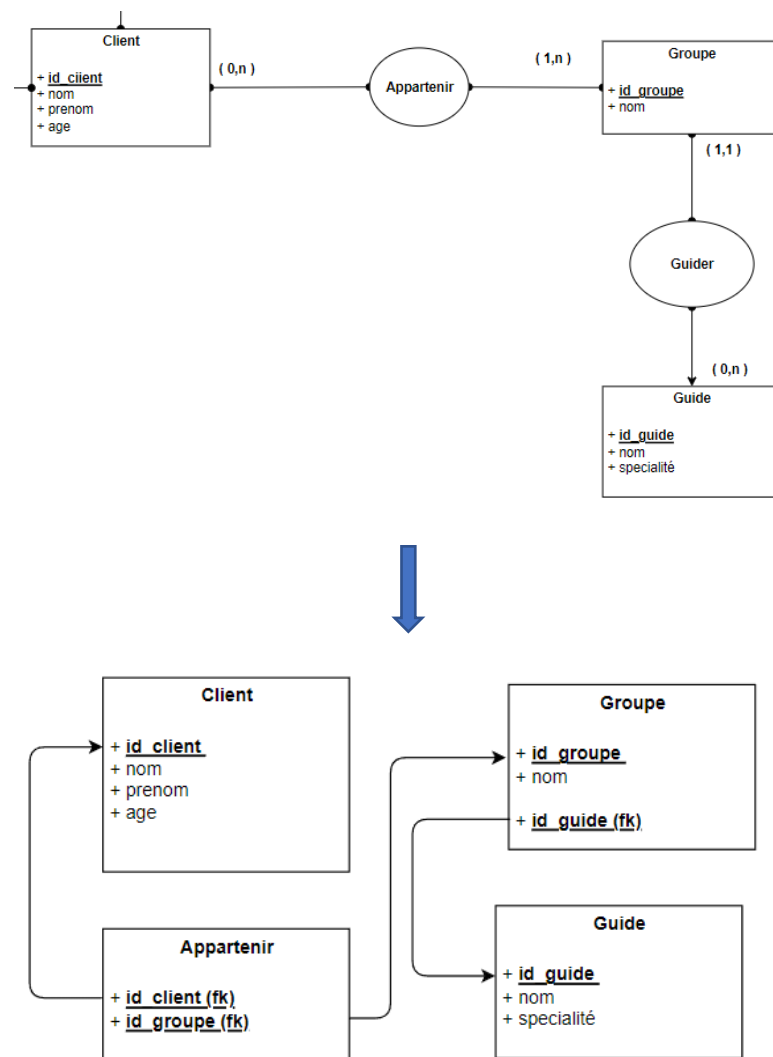 Client
+ id_ciient
+ nom
+ prenom
+ age
( 0,n )
Appartenir
( 1,n )
Groupe
+ id_groupe
+ nom
( 1,1 )
Guider
( 0,n )
Guide
+ id_guide
+ nom
+ specialité
Client
+ id_client
+ nom
+ prenom
+ age
Groupe
+ id_groupe
+ nom
+ id_guide (fk)
Appartenir
+ id_client (fk)
+ id_groupe (fk)
Guide
+ id_guide
+ nom
+ specialité